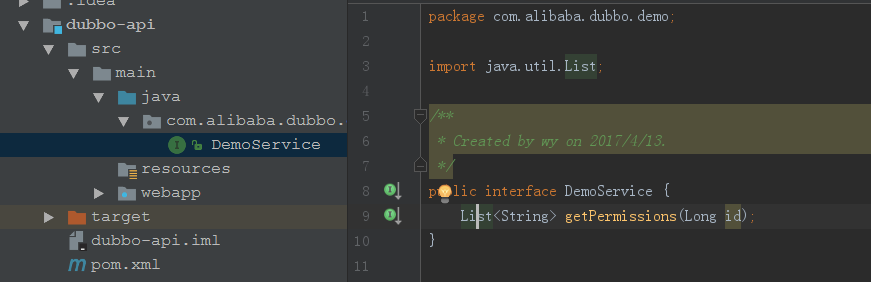 .idea
dubbo-api
src
main
java
com.alibaba.dubbo.
DemoService
resources
webapp
target
dubbo-api.iml
pom.xml
1 package com.alibaba.dubbo.demo;
2
3 import java.util.List;
4
5 /**
6 * Created by wy on 2017/4/13.
7 */
8 public interface DemoService {
9 List<String> getPermissions(Long id);
10 }
11